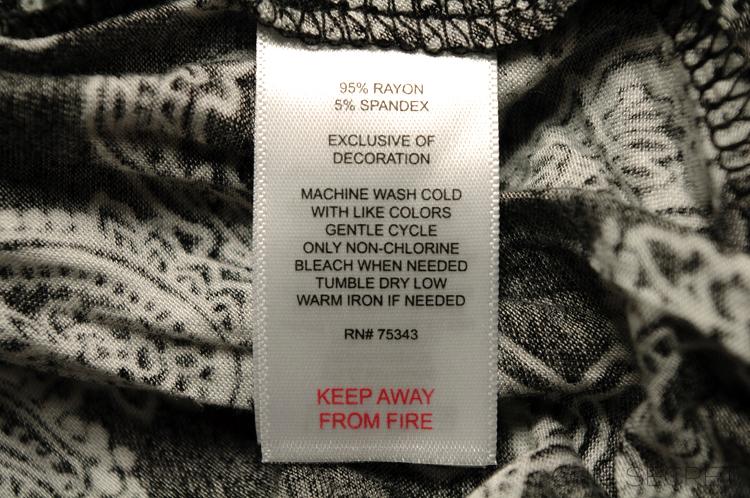 95% RAYON
5% SPANDEX
EXCLUSIVE OF
DECORATION
MACHINE WASH COLD
WITH LIKE COLORS
GENTLE CYCLE
ONLY NON-CHLORINE
BLEACH WHEN NEEDED
TUMBLE DRY LOW
WARM IRON IF NEEDED
RN# 75343
KEEP AWAY
FROM FIRE